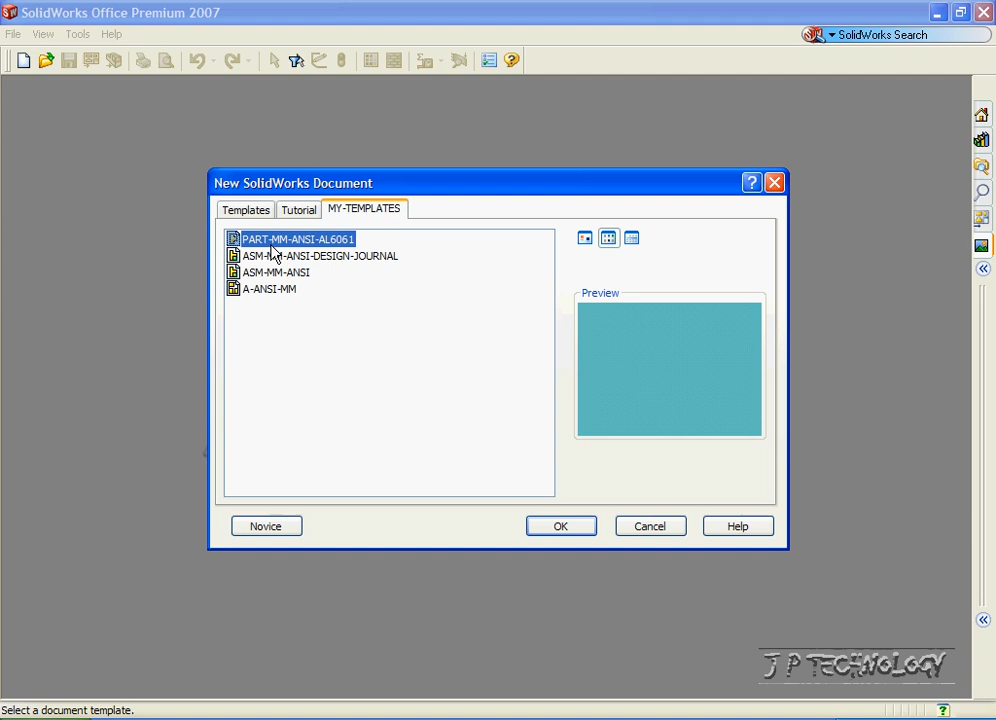 SolidWorks Office Premium 2007
File View Tools Help
SolidWorks Search
New SolidWorks Document
Templates Tutorial MY-TEMPLATES
PART-MM-ANSI-AL6061
ASM-MM-ANSI-DESIGN-JOURNAL
ASM-MM-ANSI
A-ANSI-MM
Preview
Novice OK Cancel Help
J P TECHNOLOGY
Select a document template.